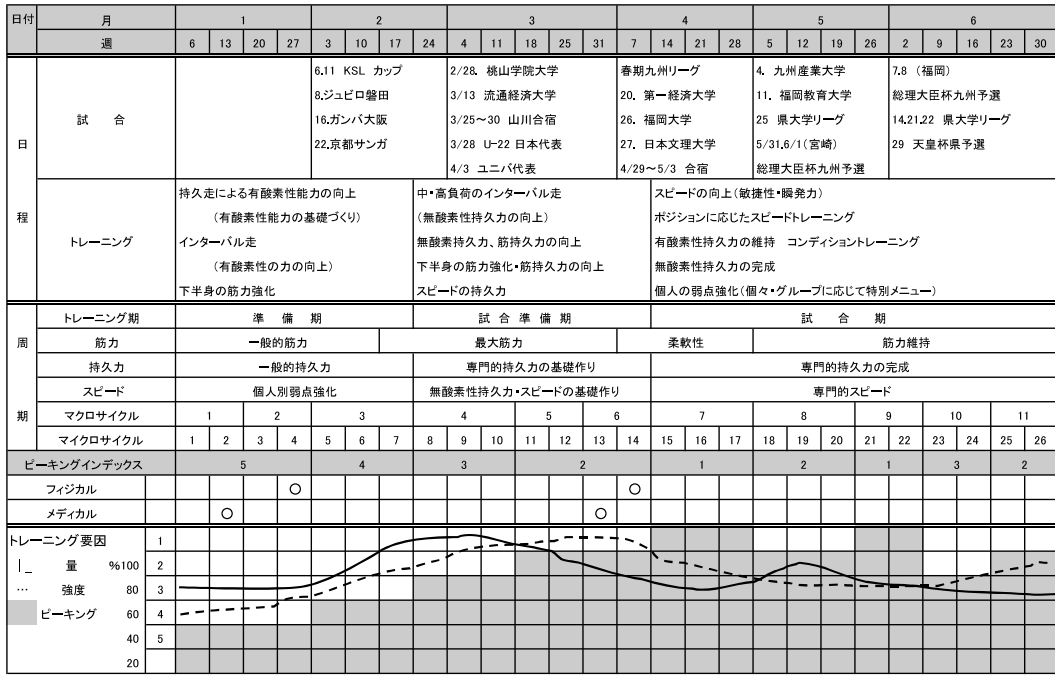 日付 月 1 2 3 4 5 6
週 6 13 20 27 3 10 17 24 4 11 18 25 31 7 14 21 28 5 12 19 26 2 9 16 23 30
日程
試 合
6.11 KSL カップ
8.ジュビロ磐田
16.ガンバ大阪
22.京都サンガ
2/28. 桃山学院大学
3/13 流通経済大学
3/25～30 山川合宿
3/28 U-22 日本代表
4/3 ユニバ代表
春期九州リーグ
20. 第一経済大学
26. 福岡大学
27. 日本文理大学
4/29～5/3 合宿
4. 九州産業大学
11. 福岡教育大学
25 県大学リーグ
5/31.6/1(宮崎)
総理大臣杯九州予選
7.8 (福岡)
総理大臣杯九州予選
14.21.22 県大学リーグ
29 天皇杯県予選
トレーニング
持久走による有酸素性能力の向上
(有酸素性能力の基礎づくり)
インターバル走
(有酸素性の力の向上)
下半身の筋力強化
中・高負荷のインターバル走
(無酸素性持久力の向上)
無酸素持久力、筋持久力の向上
下半身の筋力強化・筋持久力の向上
スピードの持久力
スピードの向上(敏捷性・瞬発力)
ポジションに応じたスピードトレーニング
有酸素性持久力の維持 コンディショントレーニング
無酸素性持久力の完成
個人の弱点強化(個々・グループに応じて特別メニュー)
周期
トレーニング期 準 備 期 試 合 準 備 期 試 合 期
筋力 一般的筋力 最大筋力 柔軟性 筋力維持
持久力 一般的持久力 専門的持久力の基礎作り 専門的持久力の完成
スピード 個人別弱点強化 無酸素性持久力・スピードの基礎作り 専門的スピード
マクロサイクル 1 2 3 4 5 6 7 8 9 10 11
マイクロサイクル 1 2 3 4 5 6 7 8 9 10 11 12 13 14 15 16 17 18 19 20 21 22 23 24 25 26
ピーキングインデックス 5 4 3 2 1 2 1 3 2
フィジカル ○ ○
メディカル ○ ○
トレーニング要因 1
|_ 量 %100 2
… 強度 80 3
ピーキング 60 4
40 5
20